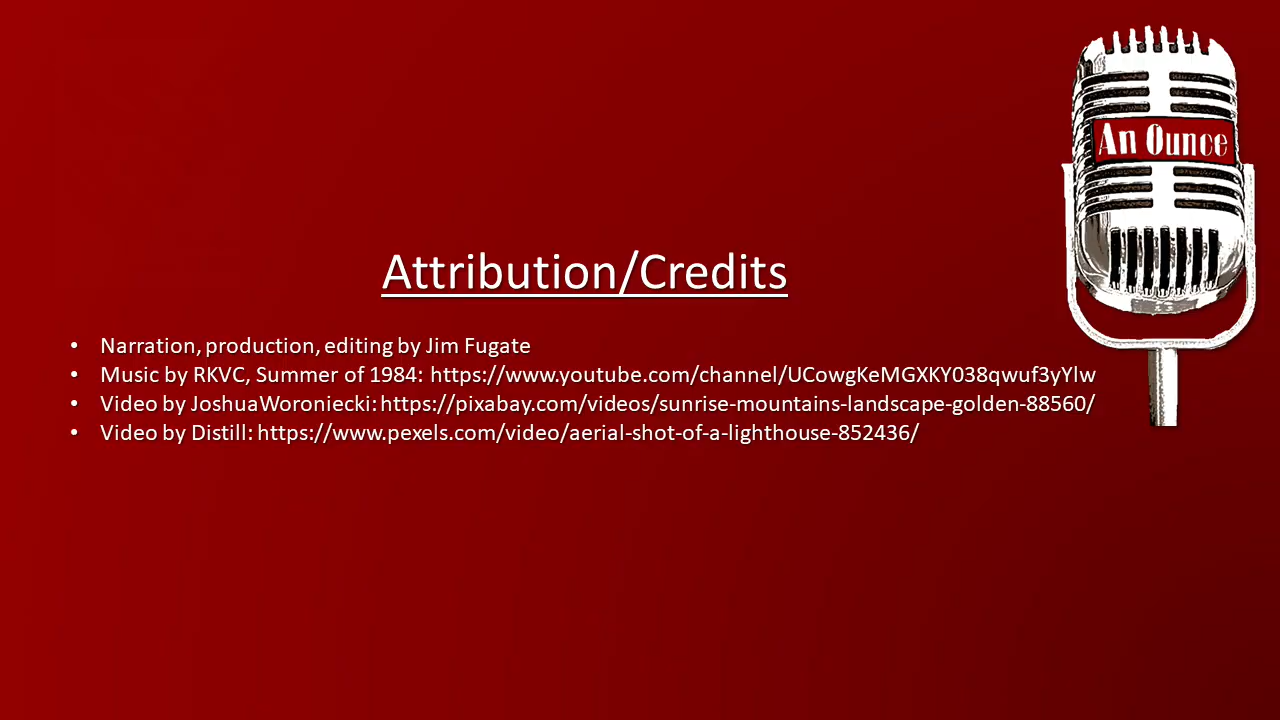 An Ounce
Attribution/Credits
• Narration, production, editing by Jim Fugate
• Music by RKVC, Summer of 1984: https://www.youtube.com/channel/UCowgKeMGXKY038qwuf3yYlw
• Video by JoshuaWoroniecki: https://pixabay.com/videos/sunrise-mountains-landscape-golden-88560/
• Video by Distill: https://www.pexels.com/video/aerial-shot-of-a-lighthouse-852436/